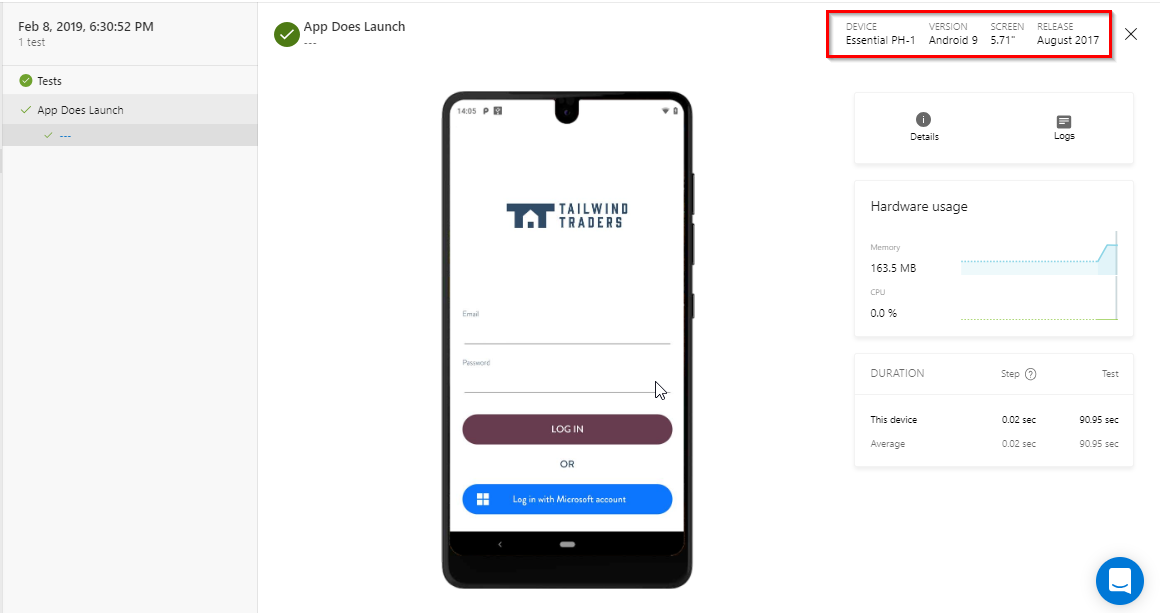 Feb 8, 2019, 6:30:52 PM
1 test
Tests
App Does Launch
---
App Does Launch
---
DEVICE VERSION SCREEN RELEASE
Essential PH-1 Android 9 5.71" August 2017
14:05
TAILWIND
TRADERS
Email
Password
LOG IN
OR
Log in with Microsoft account
Details Logs
Hardware usage
Memory
163.5 MB
CPU
0.0 %
DURATION Step ? Test
This device 0.02 sec 90.95 sec
Average 0.02 sec 90.95 sec